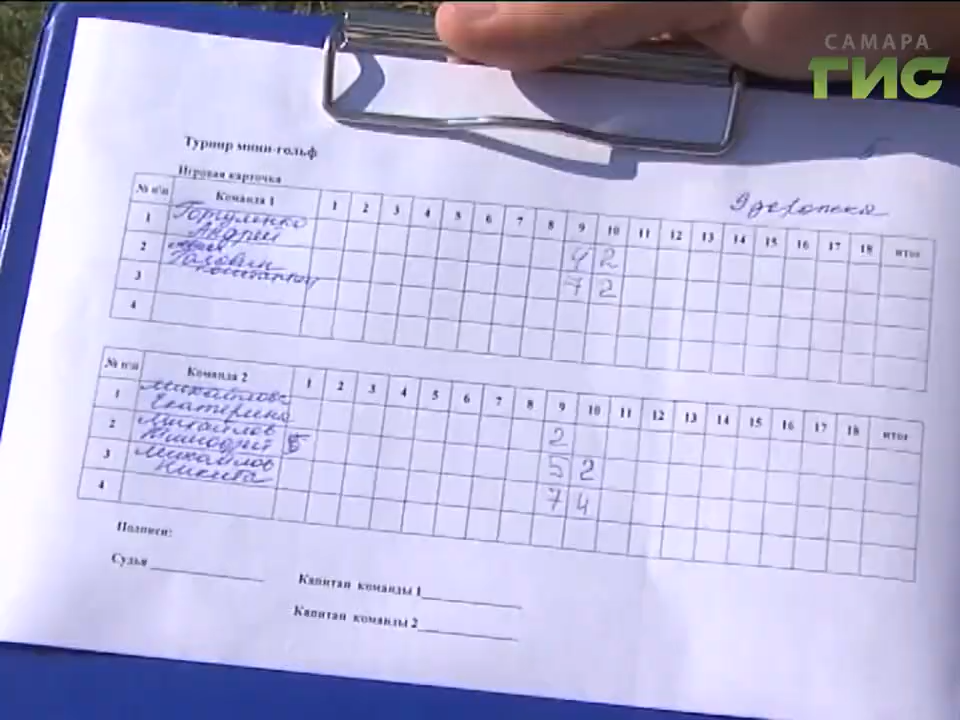 САМАРА
ГИС
Турнир мини-гольф
Игровая карточка
№ п\п Команда 1 1 2 3 4 5 6 7 8 9 10 11 12 13 14 15 16 17 18 итог
1 Андрей 4 2
2 Головин 7 2
3
4
№ п\п Команда 2 1 2 3 4 5 6 7 8 9 10 11 12 13 14 15 16 17 18 итог
1 Михайлова
Екатерина 2
2 Михайлов 5 2
3 Михайлов
Никита 7 4
4
Подписи:
Судья
Капитан команды 1
Капитан команды 2